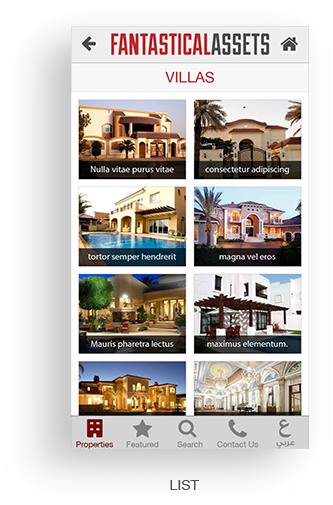 FANTASTICALASSETS
VILLAS
Nulla vitae purus vitae
consectetur adipiscing
tortor semper hendrerit
magna vel eros
Mauris pharetra lectus
maximus elementum.
Properties
Featured
Search
Contact Us
ع
عربي
LIST